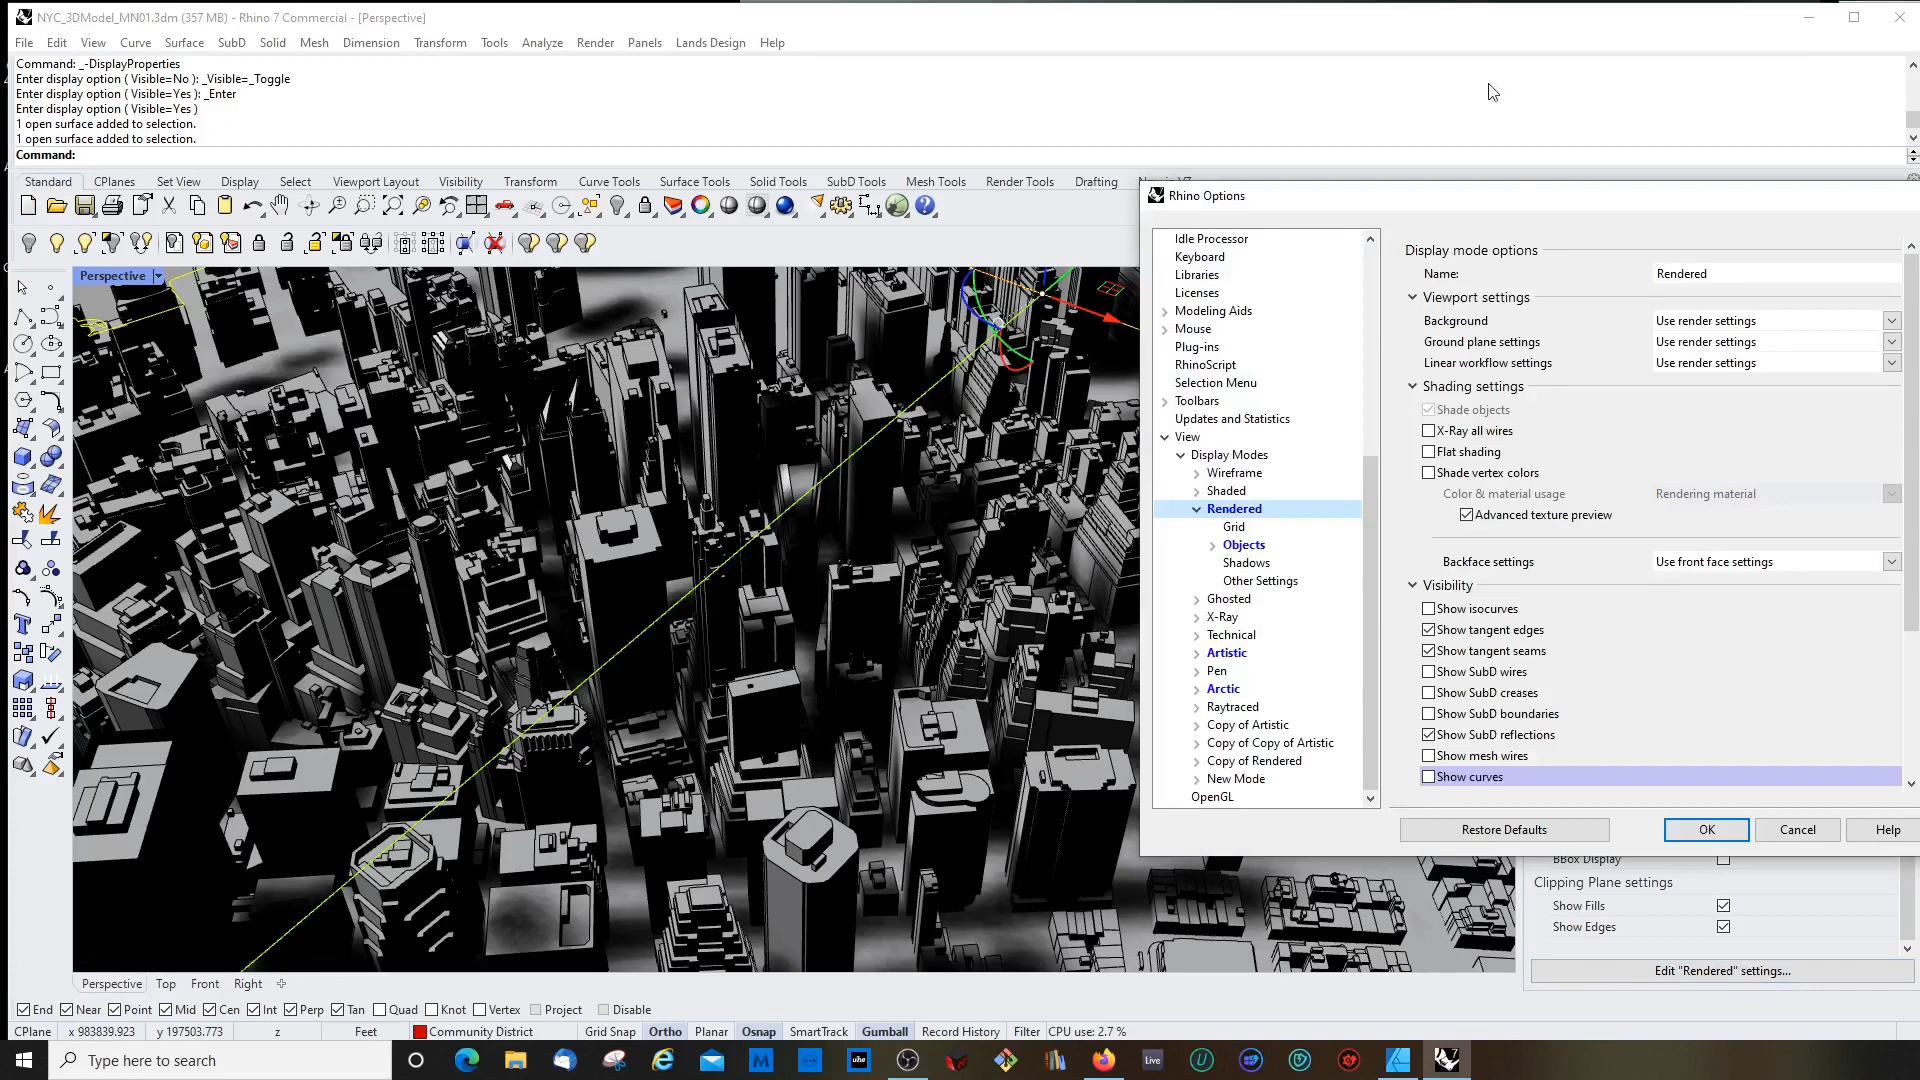 NYC_3DModel_MN01.3dm (357 MB) - Rhino 7 Commercial - [Perspective]
File Edit View Curve Surface SubD Solid Mesh Dimension Transform Tools Analyze Render Panels Lands Design Help
Command: _-DisplayProperties
Enter display option ( Visible=No ): _Visible=_Toggle
Enter display option ( Visible=Yes ): _Enter
Enter display option ( Visible=Yes )
1 open surface added to selection.
1 open surface added to selection.
Command:
Standard CPlanes Set View Display Select Viewport Layout Visibility Transform Curve Tools Surface Tools Solid Tools SubD Tools Mesh Tools Render Tools Drafting
Rhino Options
Perspective
Idle Processor
Keyboard
Libraries
Licenses
Modeling Aids
Mouse
Plug-ins
RhinoScript
Selection Menu
Toolbars
Updates and Statistics
View
Display Modes
Wireframe
Shaded
Rendered
Grid
Objects
Shadows
Other Settings
Ghosted
X-Ray
Technical
Artistic
Pen
Arctic
Raytraced
Copy of Artistic
Copy of Copy of Artistic
Copy of Rendered
New Mode
OpenGL
Display mode options
Name: Rendered
Viewport settings
Background Use render settings
Ground plane settings Use render settings
Linear workflow settings Use render settings
Shading settings
Shade objects
X-Ray all wires
Flat shading
Shade vertex colors
Color & material usage Rendering material
Advanced texture preview
Backface settings Use front face settings
Visibility
Show isocurves
Show tangent edges
Show tangent seams
Show SubD wires
Show SubD creases
Show SubD boundaries
Show SubD reflections
Show mesh wires
Show curves
Restore Defaults OK Cancel Help
BBox Display
Clipping Plane settings
Show Fills
Show Edges
Edit "Rendered" settings...
Perspective Top Front Right
End Near Point Mid Cen Int Perp Tan Quad Knot Vertex Project Disable
CPlane x 983839.923 y 197503.773 z Feet Community District Grid Snap Ortho Planar Osnap SmartTrack Gumball Record History Filter CPU use: 2.7 %
Type here to search
uhe
Live